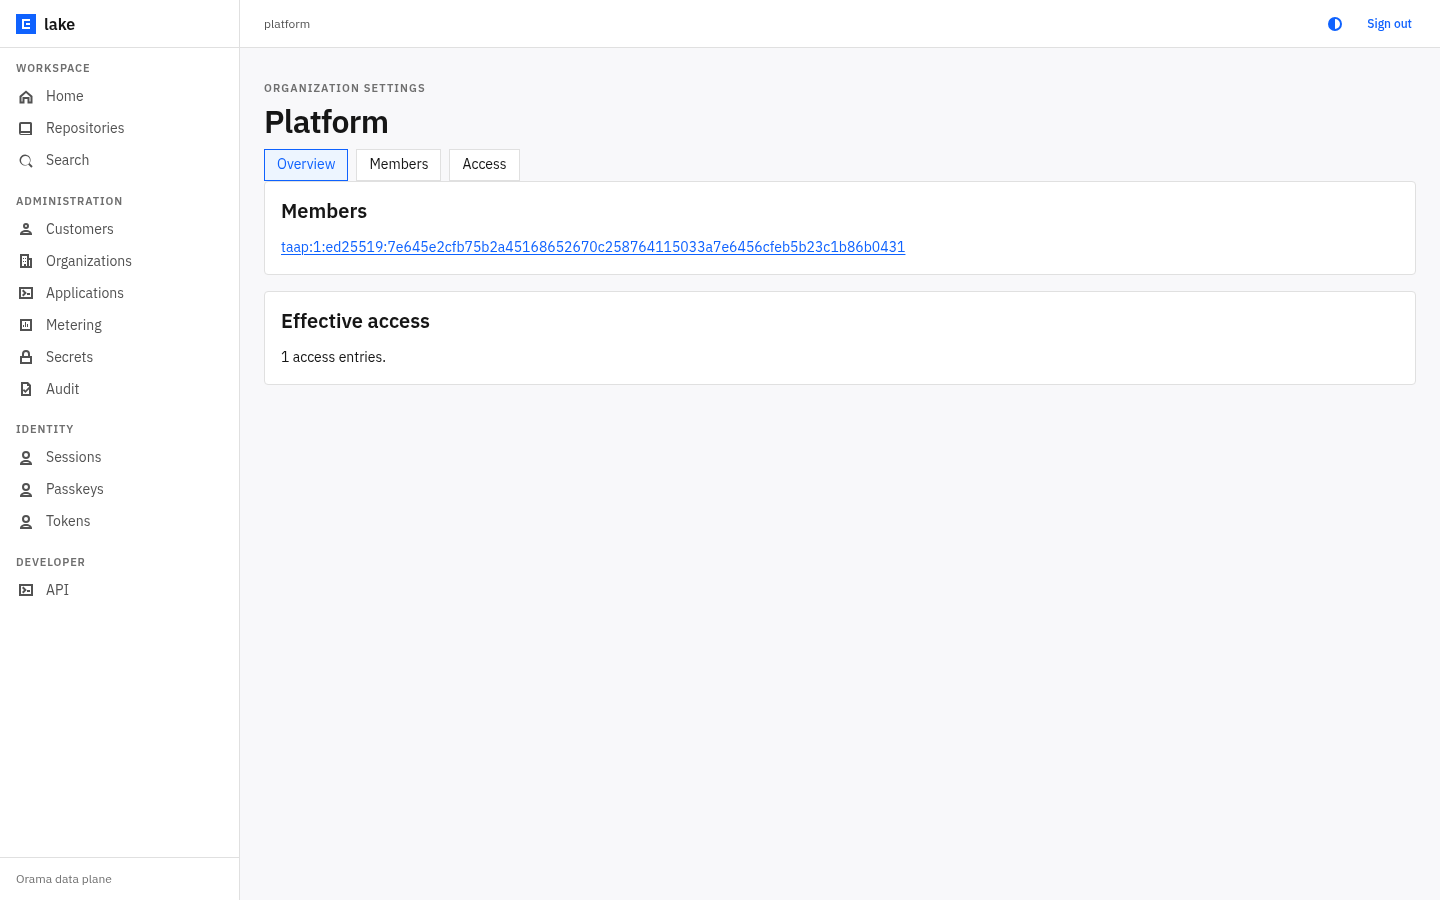 lake
platform
Sign out
WORKSPACE
Home
Repositories
Search
ADMINISTRATION
Customers
Organizations
Applications
Metering
Secrets
Audit
IDENTITY
Sessions
Passkeys
Tokens
DEVELOPER
API
Orama data plane
ORGANIZATION SETTINGS
Platform
Overview
Members
Access
Members
taap:1:ed25519:7e645e2cfb75b2a45168652670c258764115033a7e6456cfeb5b23c1b86b0431
Effective access
1 access entries.